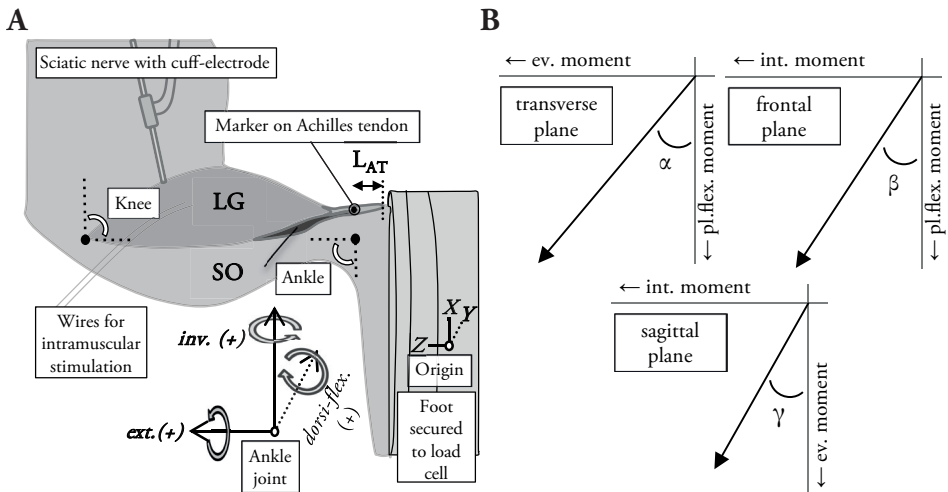 A
Sciatic nerve with cuff-electrode
Marker on Achilles tendon
L_AT
Knee
LG
SO
Ankle
Wires for
intramuscular
stimulation
inv. (+)
dorsi-flex.
(+)
ext.(+)
Ankle
joint
X
Y
Z
Origin
Foot
secured
to load
cell
B
← ev. moment
transverse
plane
α
← pl.flex. moment
← int. moment
frontal
plane
β
← pl.flex. moment
← int. moment
sagittal
plane
γ
← ev. moment